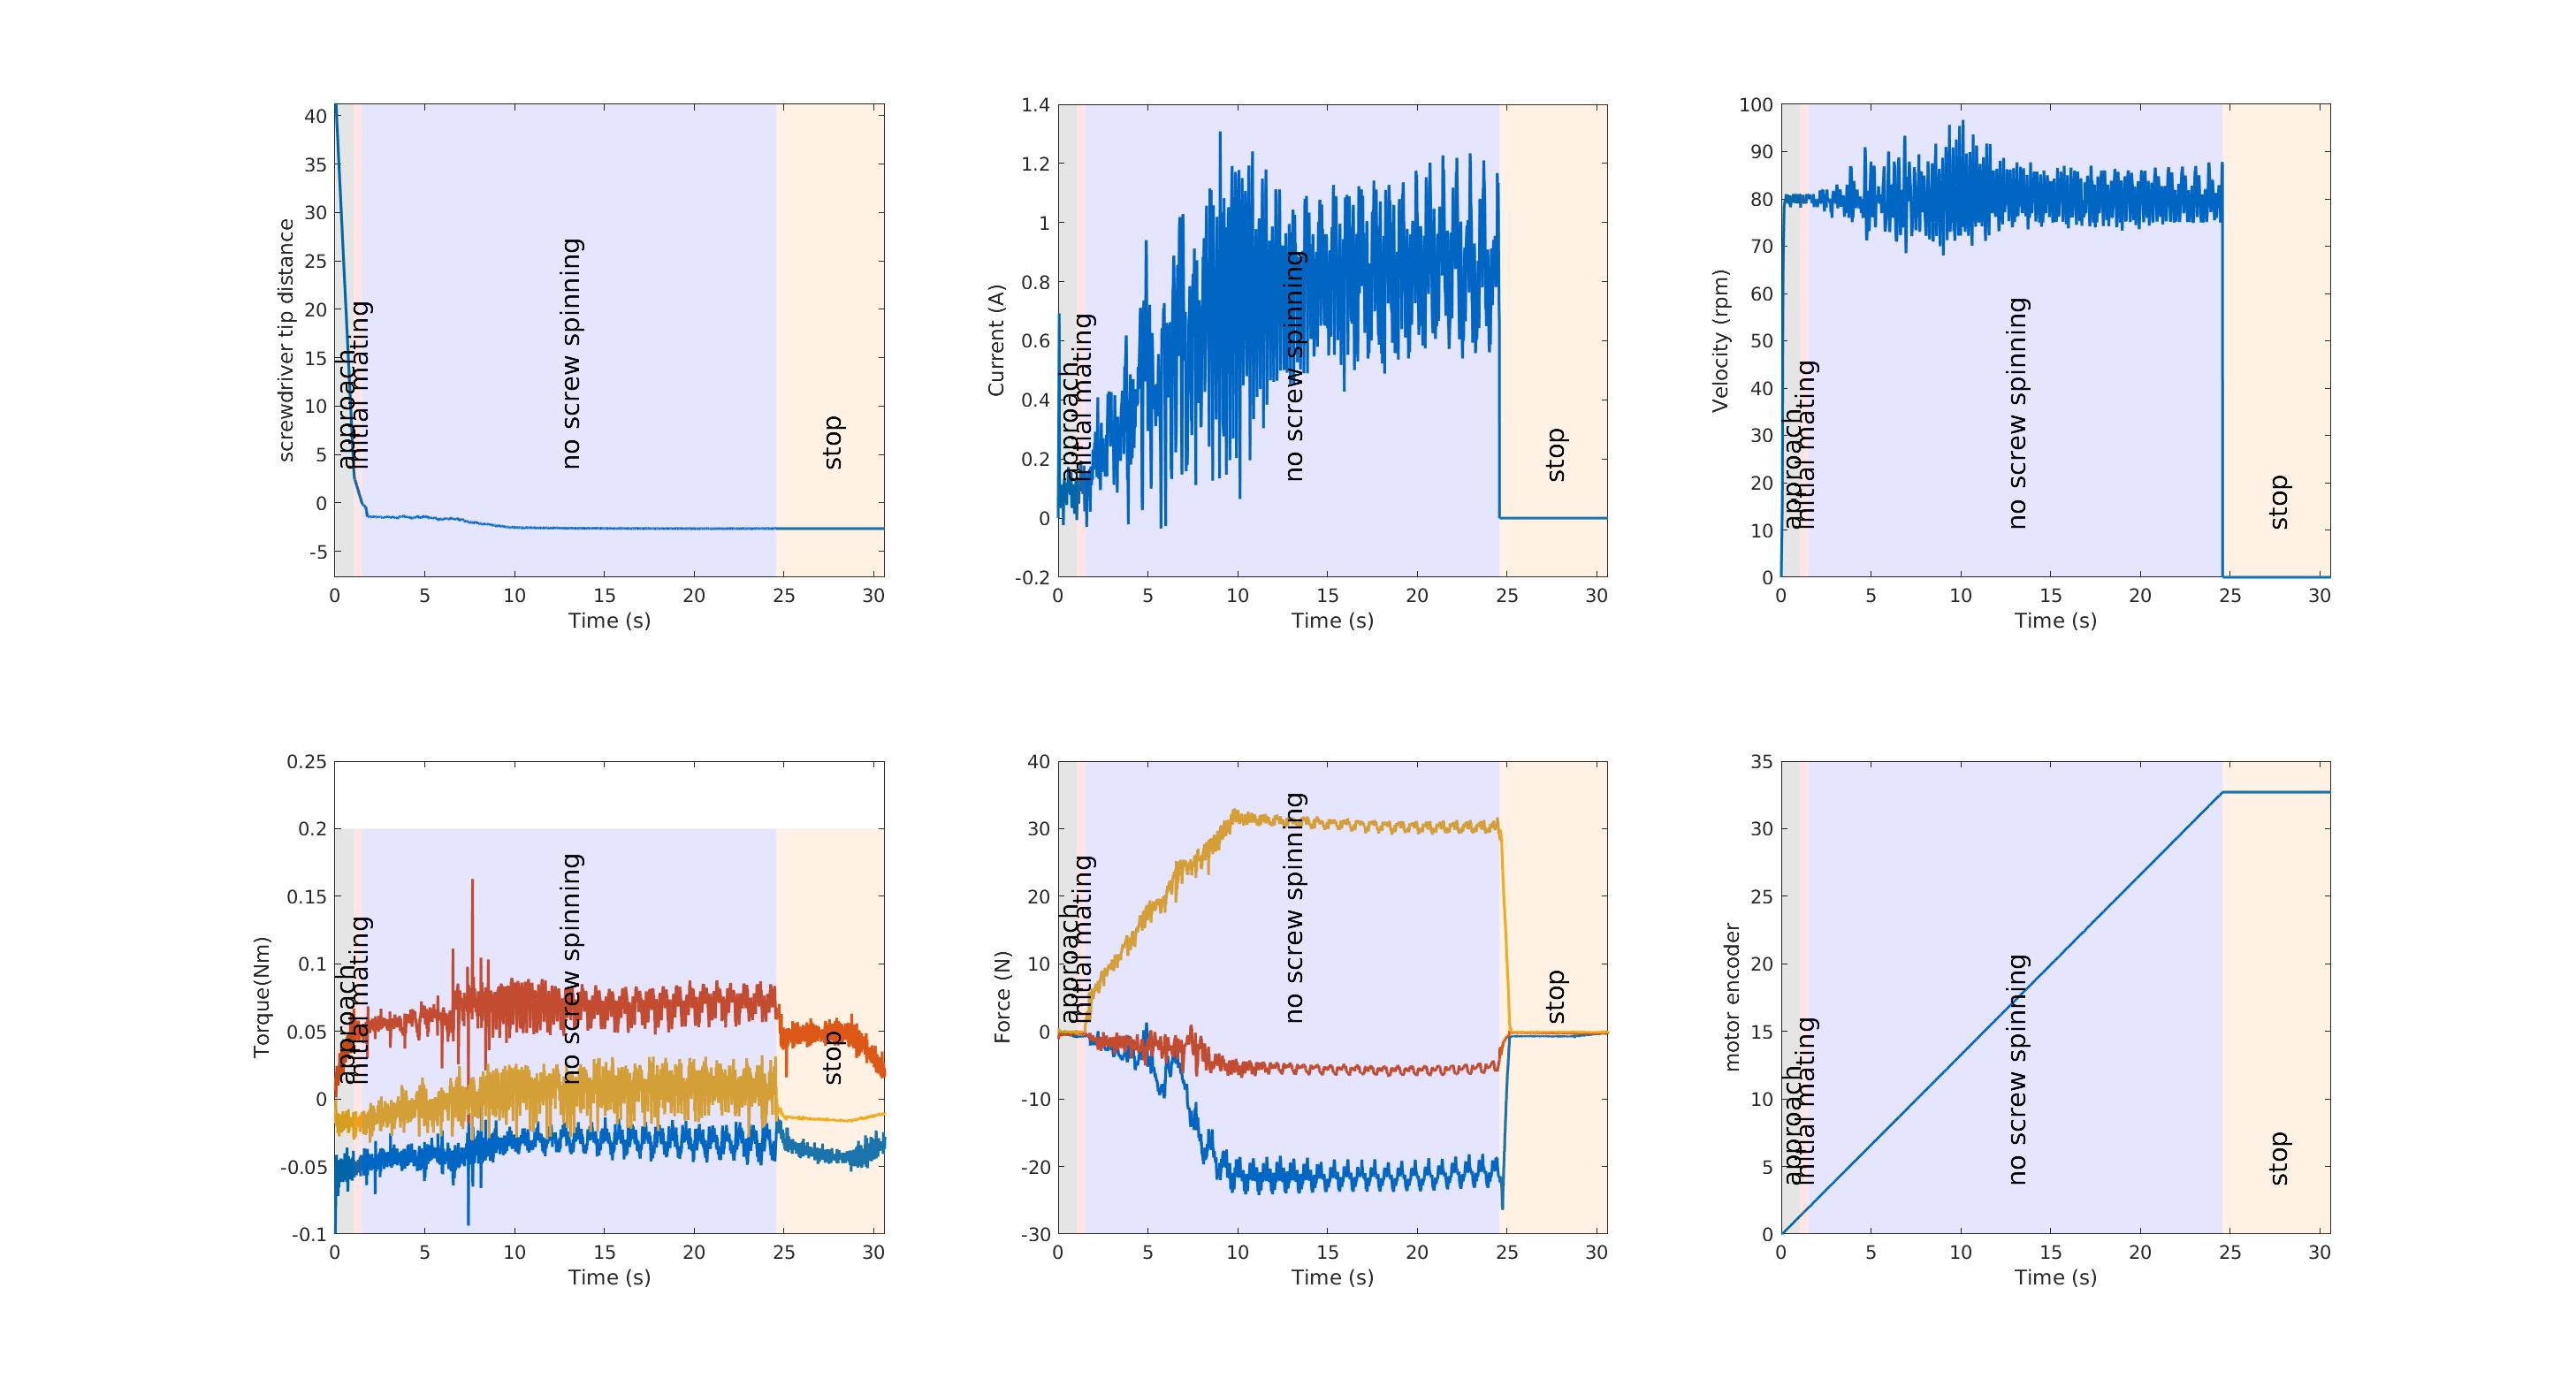 screwdriver tip distance
40
35
30
25
20
15
10
5
0
-5
approach
initial mating
no screw spinning
stop
0 5 10 15 20 25 30
Time (s)
Current (A)
1.4
1.2
1
0.8
0.6
0.4
0.2
0
-0.2
approach
initial mating
no screw spinning
stop
0 5 10 15 20 25 30
Time (s)
Velocity (rpm)
100
90
80
70
60
50
40
30
20
10
0
approach
initial mating
no screw spinning
stop
0 5 10 15 20 25 30
Time (s)
Torque(Nm)
0.25
0.2
0.15
0.1
0.05
0
-0.05
-0.1
approach
initial mating
no screw spinning
stop
0 5 10 15 20 25 30
Time (s)
Force (N)
40
30
20
10
0
-10
-20
-30
approach
initial mating
no screw spinning
stop
0 5 10 15 20 25 30
Time (s)
motor encoder
35
30
25
20
15
10
5
0
approach
initial mating
no screw spinning
stop
0 5 10 15 20 25 30
Time (s)